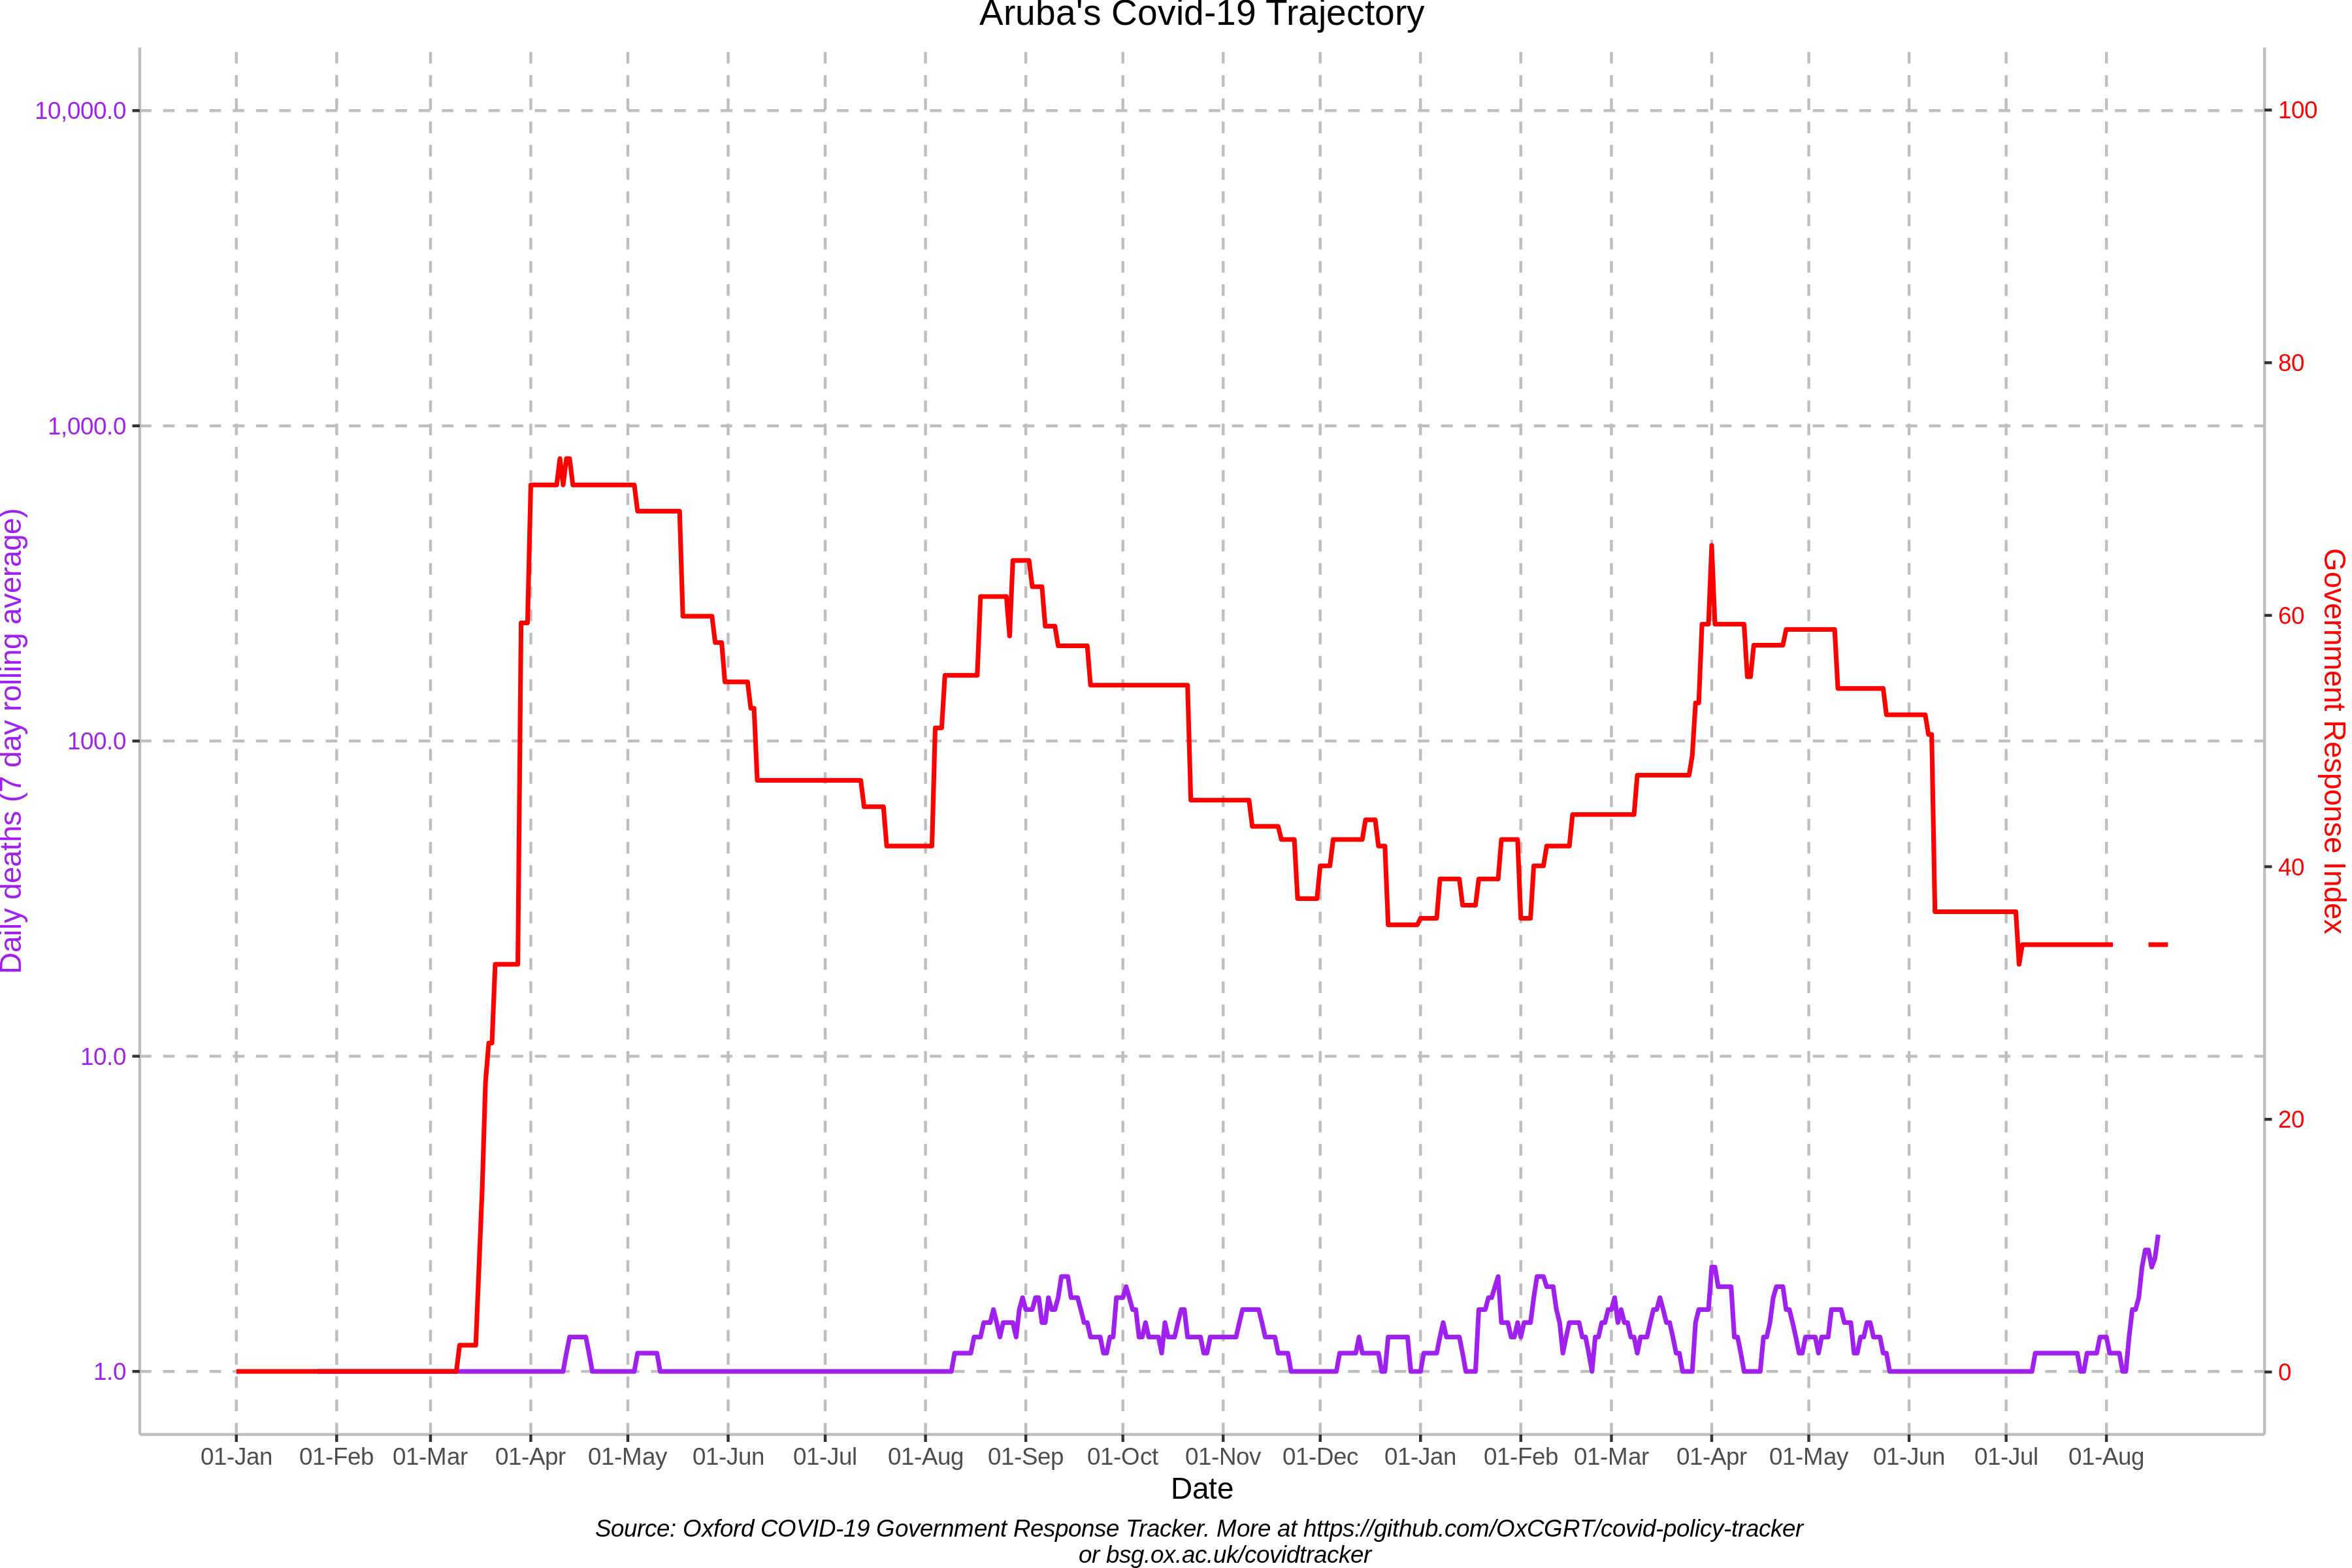 Aruba's Covid-19 Trajectory
10,000.0
1,000.0
100.0
10.0
1.0
Daily deaths (7 day rolling average)
100
80
60
40
20
0
Government Response Index
01-Jan 01-Feb 01-Mar 01-Apr 01-May 01-Jun 01-Jul 01-Aug 01-Sep 01-Oct 01-Nov 01-Dec 01-Jan 01-Feb 01-Mar 01-Apr 01-May 01-Jun 01-Jul 01-Aug
Date
Source: Oxford COVID-19 Government Response Tracker. More at https://github.com/OxCGRT/covid-policy-tracker
or bsg.ox.ac.uk/covidtracker